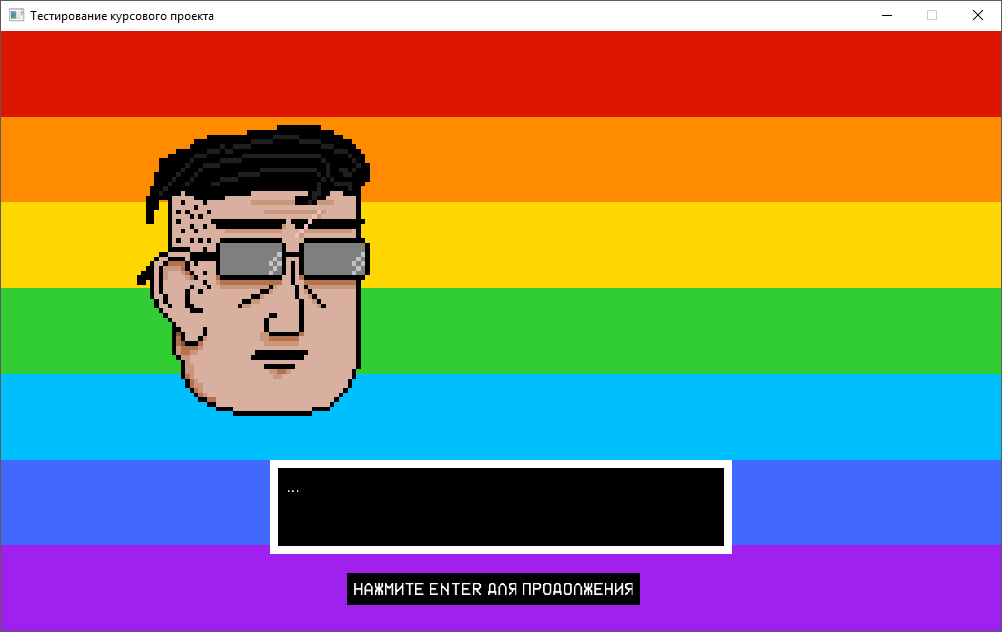 Тестирование курсового проекта
...
НАЖМИТЕ ENTER ДЛЯ ПРОДОЛЖЕНИЯ